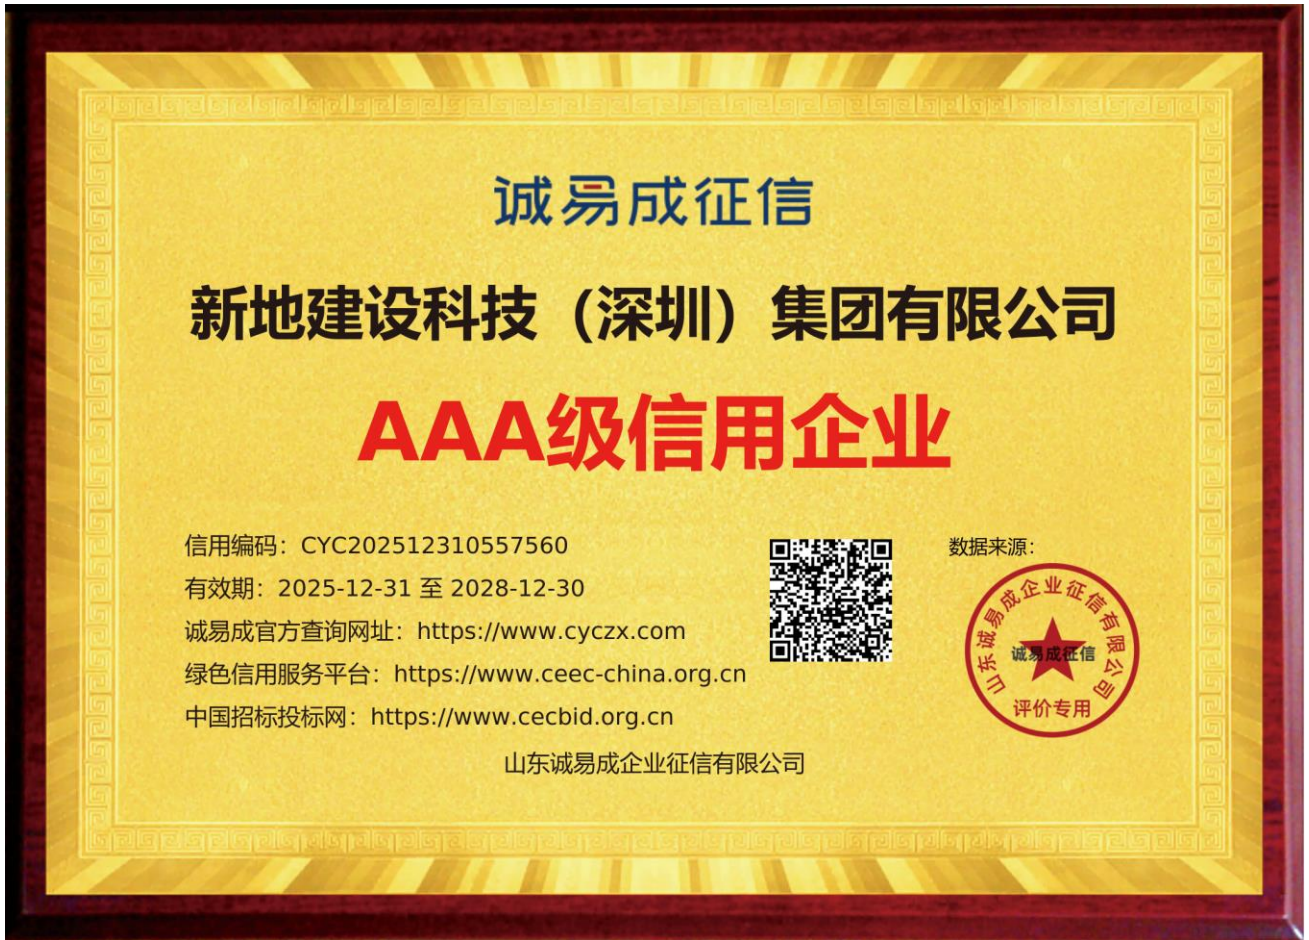 诚易成征信
新地建设科技（深圳）集团有限公司
AAA级信用企业
信用编码：CYC202512310557560
有效期：2025-12-31 至 2028-12-30
诚易成官方查询网址：https://www.cyczx.com
绿色信用服务平台：https://www.ceec-china.org.cn
中国招标投标网：https://www.cecbid.org.cn
数据来源：
山东诚易成企业征信有限公司
诚易成征信
评价专用
山东诚易成企业征信有限公司